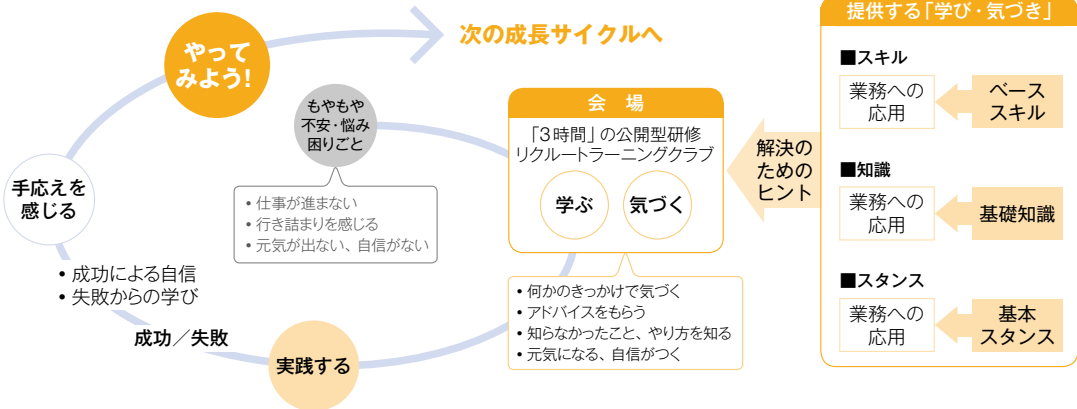 やって
みよう!
次の成長サイクルへ
もやもや
不安・悩み
困りごと
• 仕事が進まない
• 行き詰まりを感じる
• 元気が出ない、自信がない
会 場
「3時間」の公開型研修
リクルートラーニングクラブ
学ぶ
気づく
• 何かのきっかけで気づく
• アドバイスをもらう
• 知らなかったこと、やり方を知る
• 元気になる、自信がつく
実践する
成功/失敗
• 成功による自信
• 失敗からの学び
手応えを
感じる
解決の
ための
ヒント
提供する「学び・気づき」
■スキル
業務への
応用
ベース
スキル
■知識
業務への
応用
基礎知識
■スタンス
業務への
応用
基本
スタンス